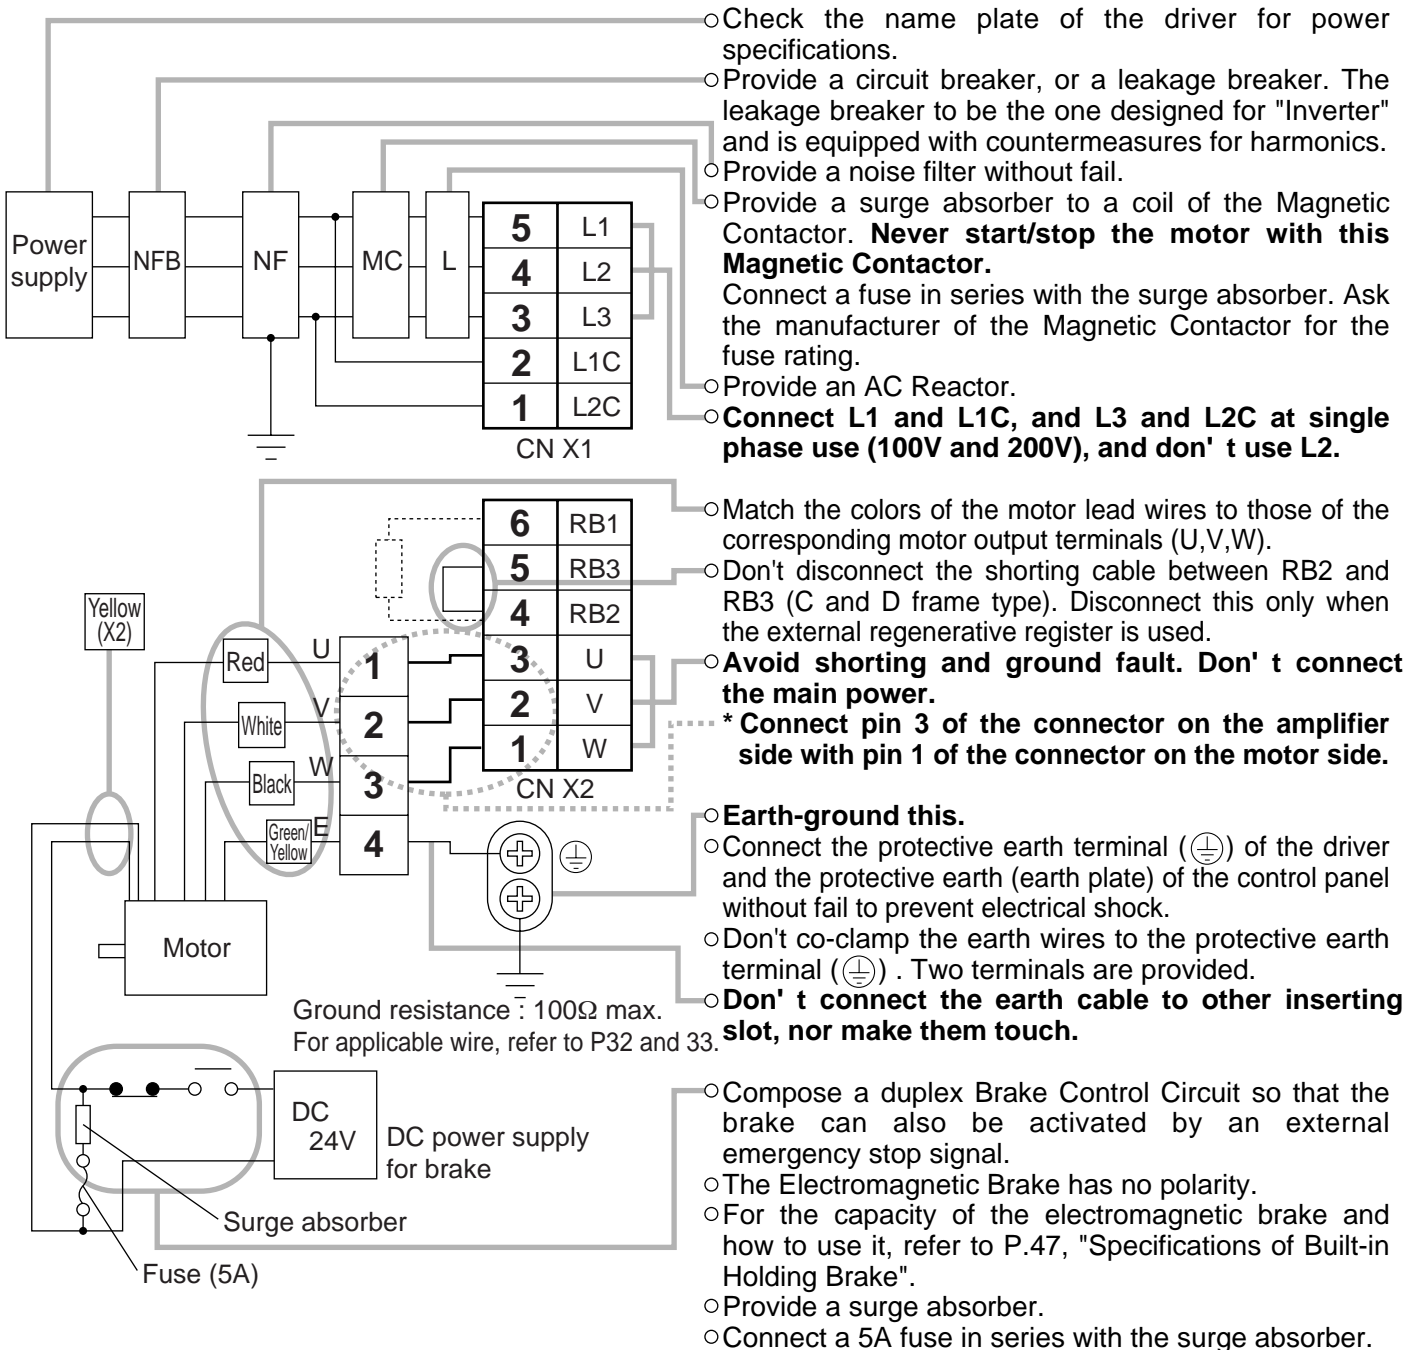 Check the name plate of the driver for power
specifications.
Provide a circuit breaker, or a leakage breaker. The
leakage breaker to be the one designed for "Inverter"
and is equipped with countermeasures for harmonics.
Provide a noise filter without fail.
Provide a surge absorber to a coil of the Magnetic
Contactor. Never start/stop the motor with this
Magnetic Contactor.
Connect a fuse in series with the surge absorber. Ask
the manufacturer of the Magnetic Contactor for the
fuse rating.
Provide an AC Reactor.
Connect L1 and L1C, and L3 and L2C at single
phase use (100V and 200V), and don' t use L2.
Power
supply
NFB
NF
MC
L
5 L1
4 L2
3 L3
2 L1C
1 L2C
CN X1
Match the colors of the motor lead wires to those of the
corresponding motor output terminals (U,V,W).
Don't disconnect the shorting cable between RB2 and
RB3 (C and D frame type). Disconnect this only when
the external regenerative register is used.
Avoid shorting and ground fault. Don' t connect
the main power.
* Connect pin 3 of the connector on the amplifier
side with pin 1 of the connector on the motor side.
6 RB1
5 RB3
4 RB2
3 U
2 V
1 W
CN X2
Yellow
(X2)
Red U 1
White V 2
Black W 3
Green/
Yellow
E 4
Motor
Earth-ground this.
Connect the protective earth terminal (⏚) of the driver
and the protective earth (earth plate) of the control panel
without fail to prevent electrical shock.
Don't co-clamp the earth wires to the protective earth
terminal (⏚) . Two terminals are provided.
Don' t connect the earth cable to other inserting
slot, nor make them touch.
Ground resistance : 100Ω max.
For applicable wire, refer to P32 and 33.
DC
24V
DC power supply
for brake
Surge absorber
Fuse (5A)
Compose a duplex Brake Control Circuit so that the
brake can also be activated by an external
emergency stop signal.
The Electromagnetic Brake has no polarity.
For the capacity of the electromagnetic brake and
how to use it, refer to P.47, "Specifications of Built-in
Holding Brake".
Provide a surge absorber.
Connect a 5A fuse in series with the surge absorber.